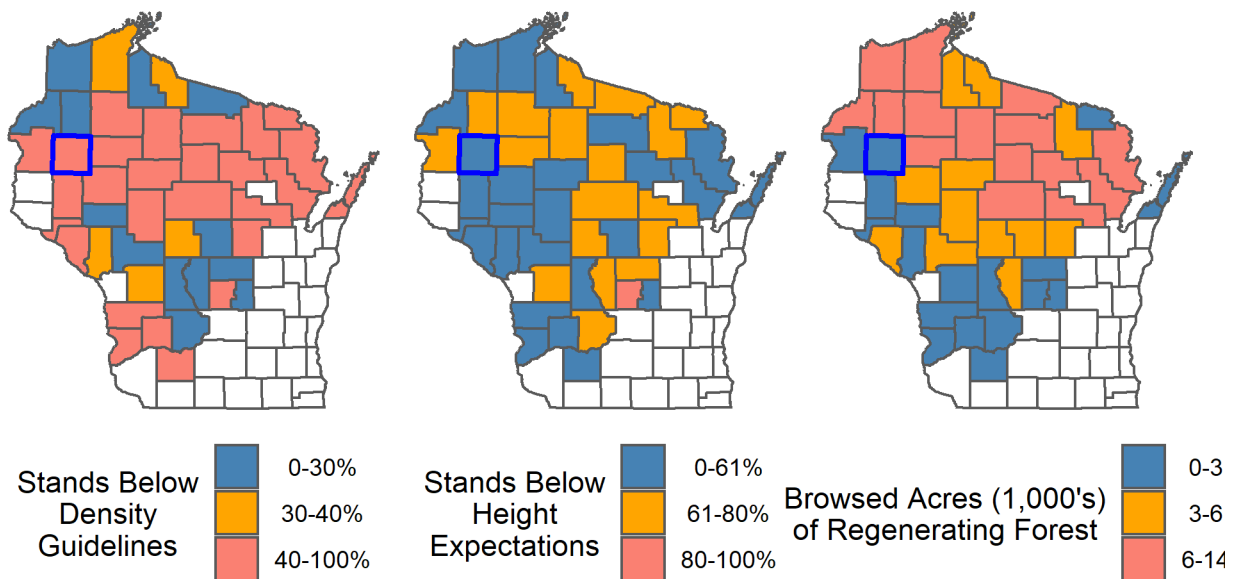 Stands Below
Density
Guidelines
0-30%
30-40%
40-100%
Stands Below
Height
Expectations
0-61%
61-80%
80-100%
Browsed Acres (1,000's)
of Regenerating Forest
0-3
3-6
6-14